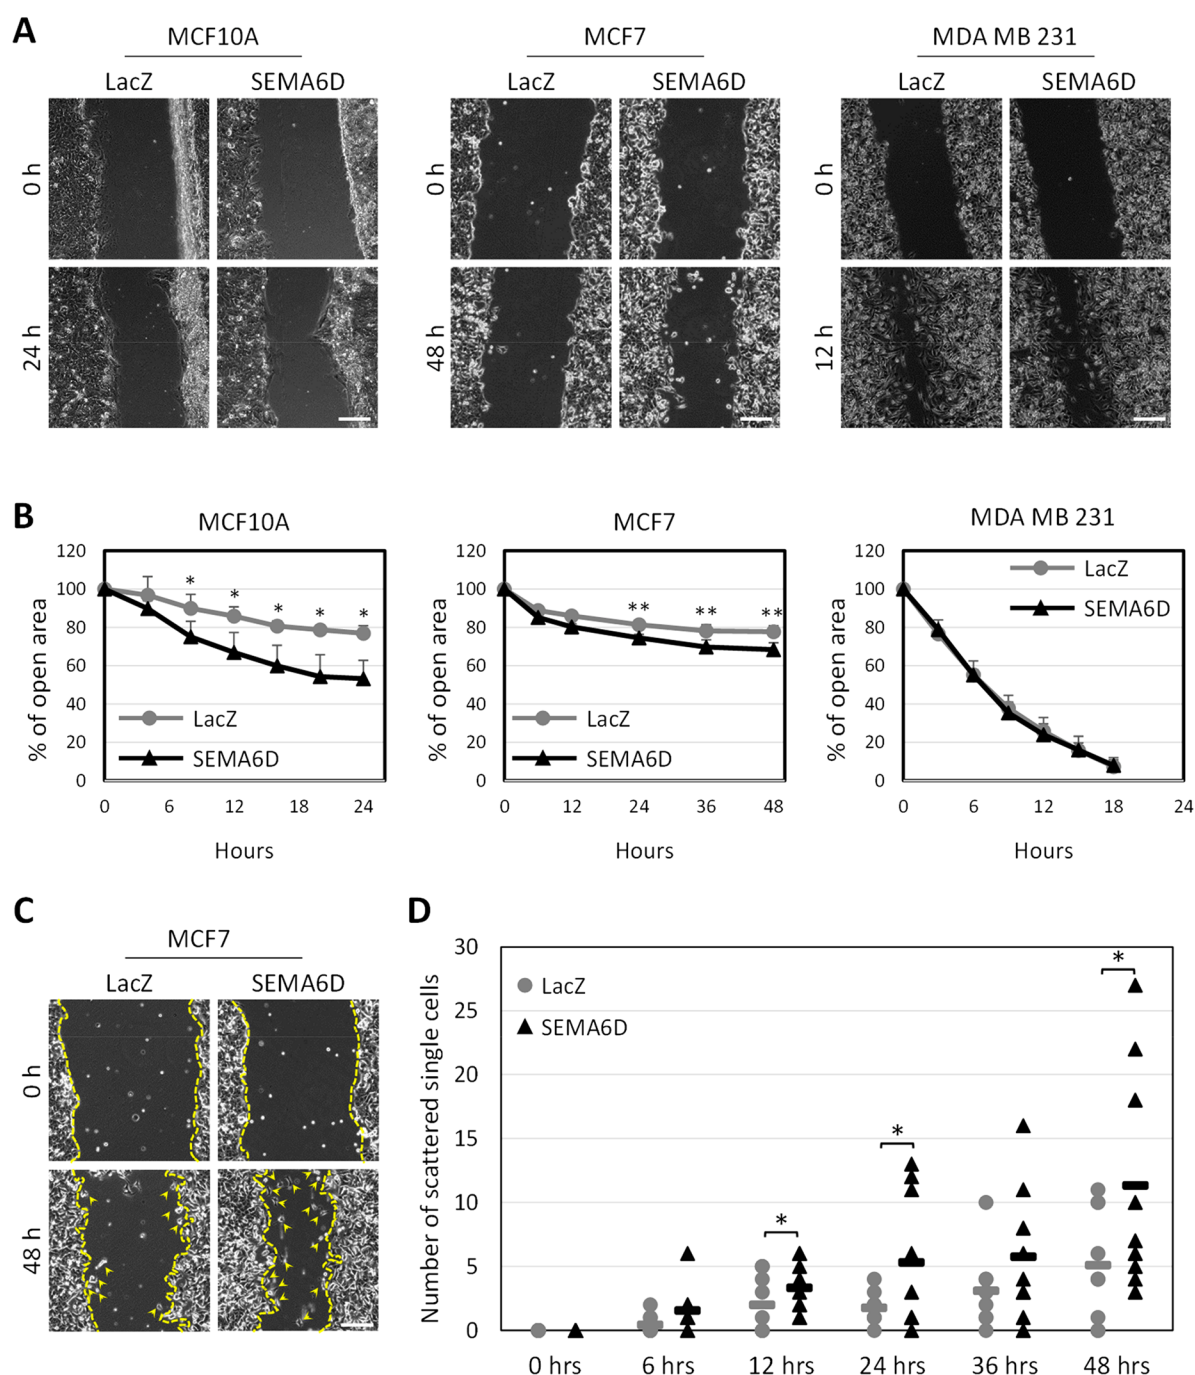 A
MCF10A
MCF7
MDA MB 231
LacZ
SEMA6D
LacZ
SEMA6D
LacZ
SEMA6D
0 h
0 h
0 h
24 h
48 h
12 h
B
MCF10A
MCF7
MDA MB 231
% of open area
120
100
80
60
40
20
0
* * * * *
LacZ
SEMA6D
0 6 12 18 24
Hours
% of open area
120
100
80
60
40
20
0
** ** **
LacZ
SEMA6D
0 12 24 36 48
Hours
% of open area
120
100
80
60
40
20
0
LacZ
SEMA6D
0 6 12 18 24
Hours
C
MCF7
LacZ
SEMA6D
0 h
48 h
D
Number of scattered single cells
30
25
20
15
10
5
0
LacZ
SEMA6D
*
*
*
0 hrs 6 hrs 12 hrs 24 hrs 36 hrs 48 hrs